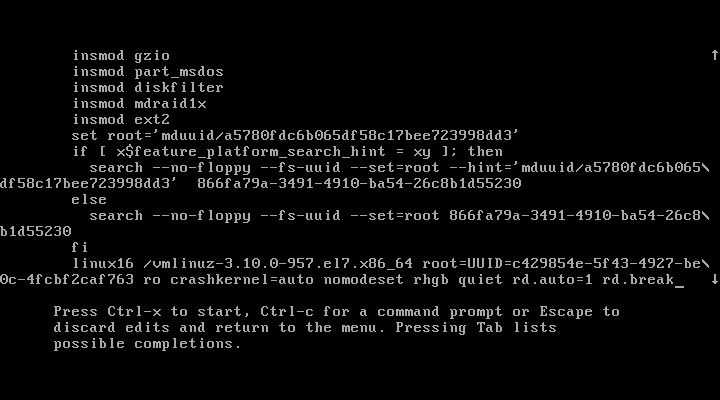 insmod gzio
insmod part_msdos
insmod diskfilter
insmod mdraid1x
insmod ext2
set root='mduuid/a5780fdc6b065df58c17bee723998dd3'
if [ x$feature_platform_search_hint = xy ]; then
search --no-floppy --fs-uuid --set=root --hint='mduuid/a5780fdc6b065\
df58c17bee723998dd3'  866fa79a-3491-4910-ba54-26c8b1d55230
else
search --no-floppy --fs-uuid --set=root 866fa79a-3491-4910-ba54-26c8\
b1d55230
fi
linux16 /vmlinuz-3.10.0-957.el7.x86_64 root=UUID=c429854e-5f43-4927-be\
0c-4fcbf2caf763 ro crashkernel=auto nomodeset rhgb quiet rd.auto=1 rd.break_
Press Ctrl-x to start, Ctrl-c for a command prompt or Escape to
discard edits and return to the menu. Pressing Tab lists
possible completions.